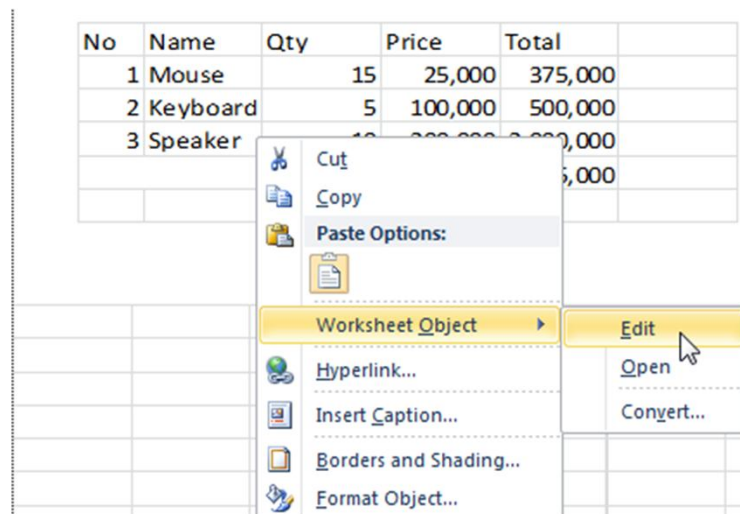 No Name Qty Price Total
1 Mouse 15 25,000 375,000
2 Keyboard 5 100,000 500,000
3 Speaker
Cut
Copy
Paste Options:
Worksheet Object
Edit
Hyperlink...
Open
Insert Caption...
Convert...
Borders and Shading...
Format Object...